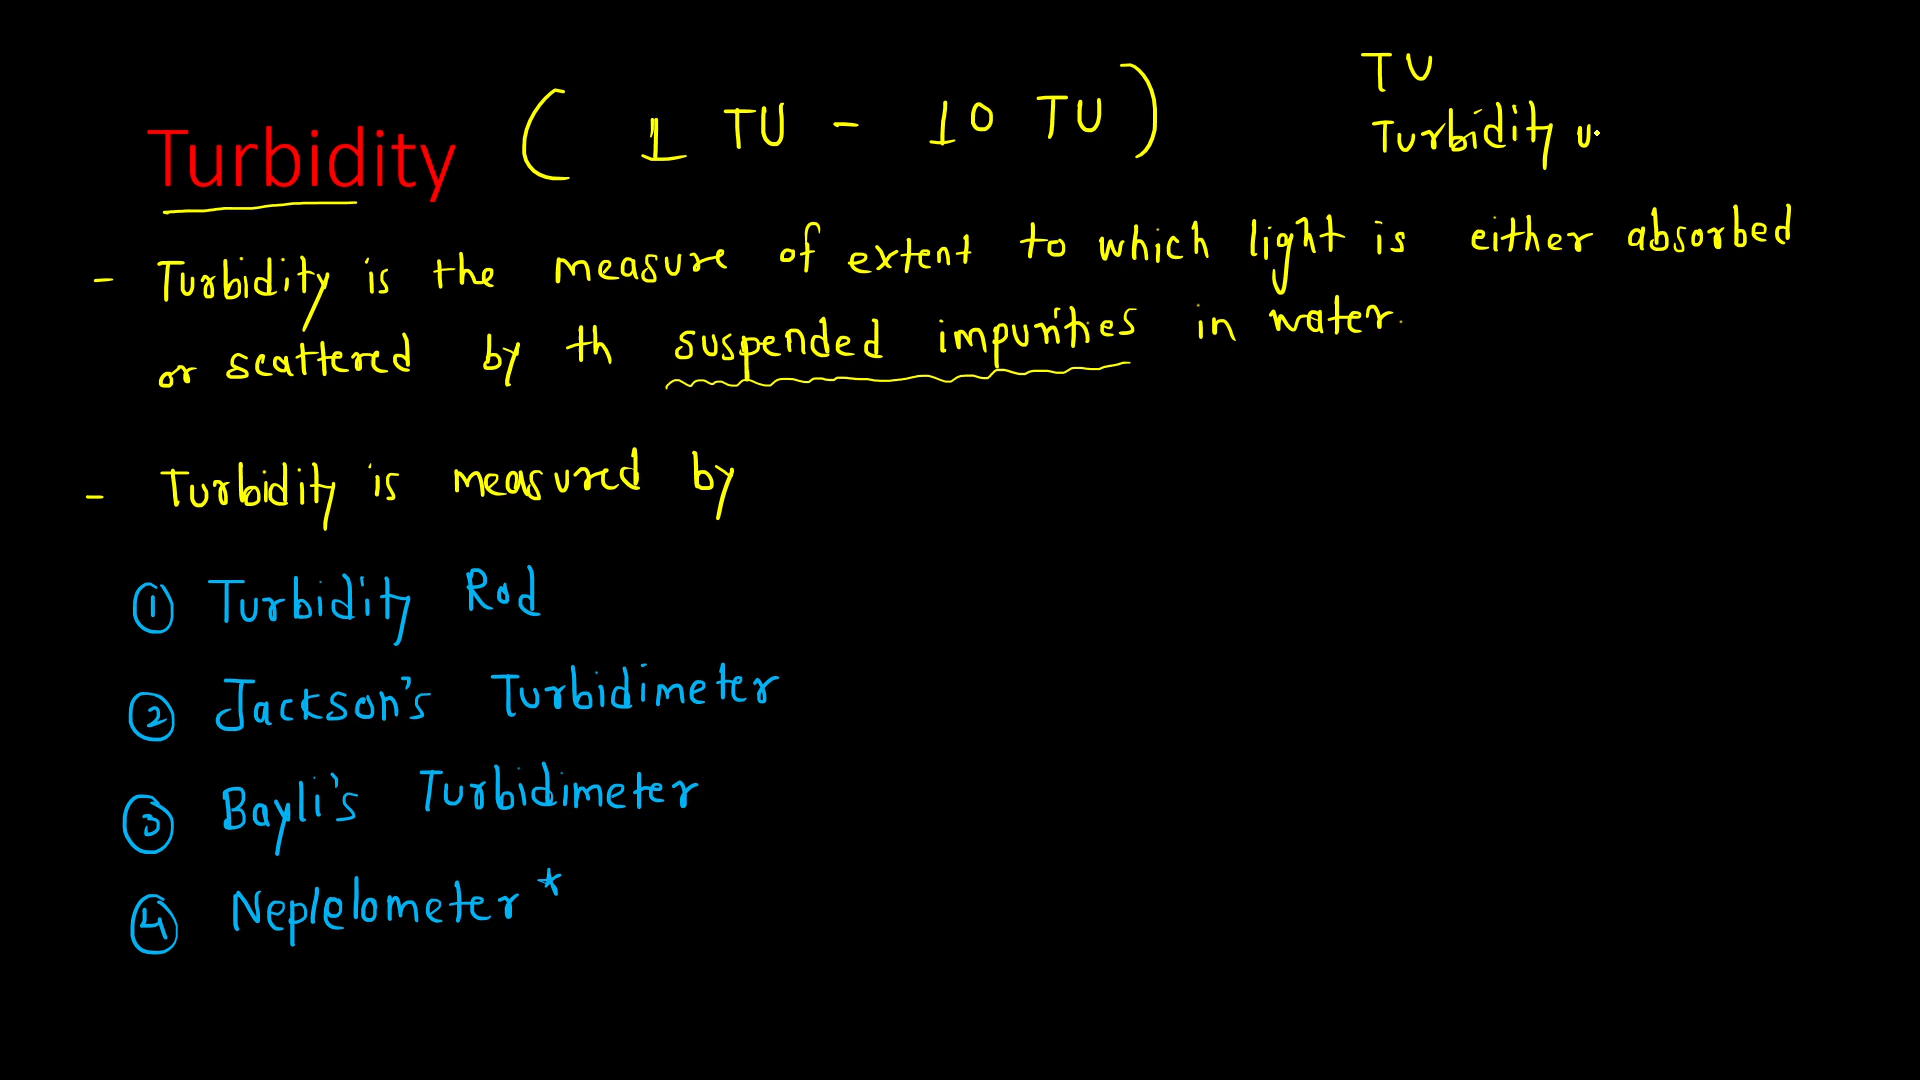 TU
Turbidity ( 1 TU - 10 TU )
Turbidity u
- Turbidity is the measure of extent to which light is either absorbed
or scattered by th suspended impurities in water.
- Turbidity is measured by
① Turbidity Rod
② Jackson's Turbidimeter
③ Bayli's Turbidimeter
④ Neplelometer *